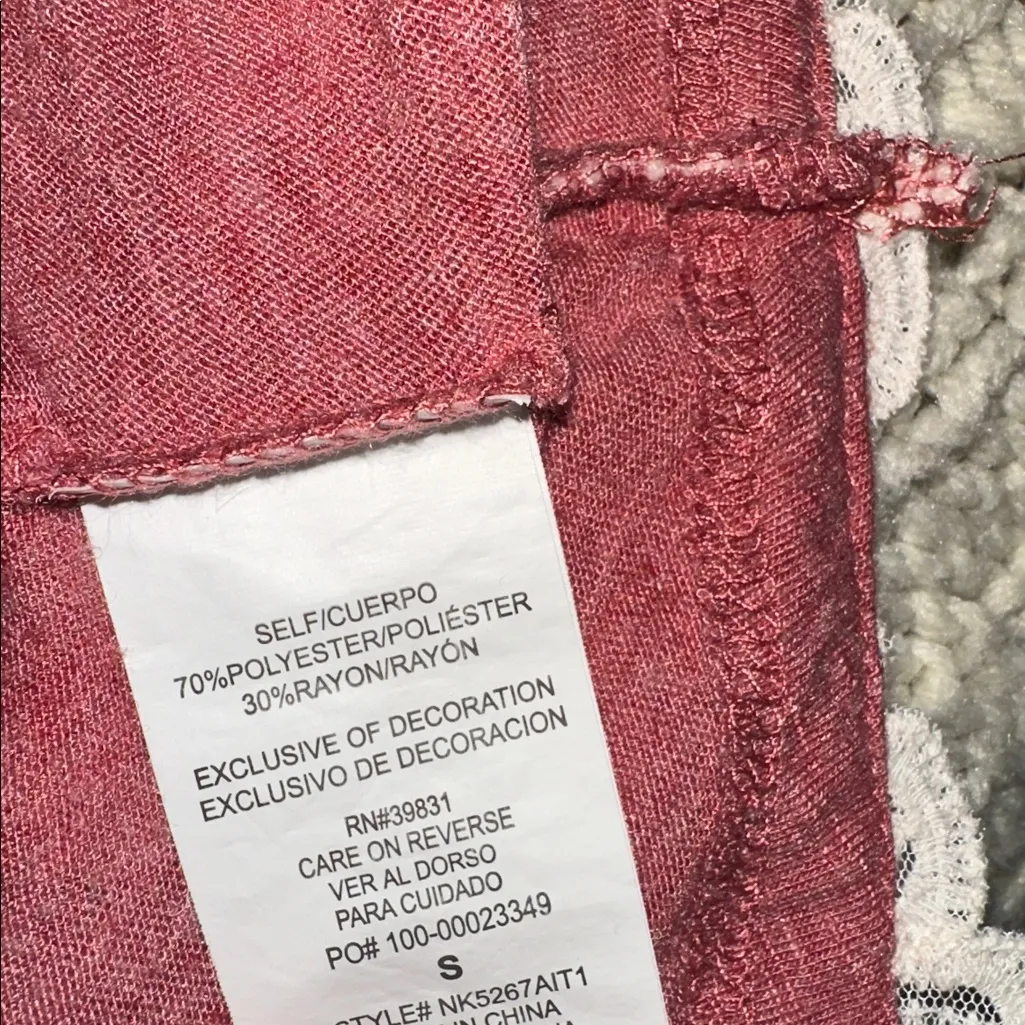 SELF/CUERPO
70%POLYESTER/POLIÉSTER
30%RAYON/RAYÓN
EXCLUSIVE OF DECORATION
EXCLUSIVO DE DECORACION
RN#39831
CARE ON REVERSE
VER AL DORSO
PARA CUIDADO
PO# 100-00023349
S
STYLE# NK5267AIT1
CHINA